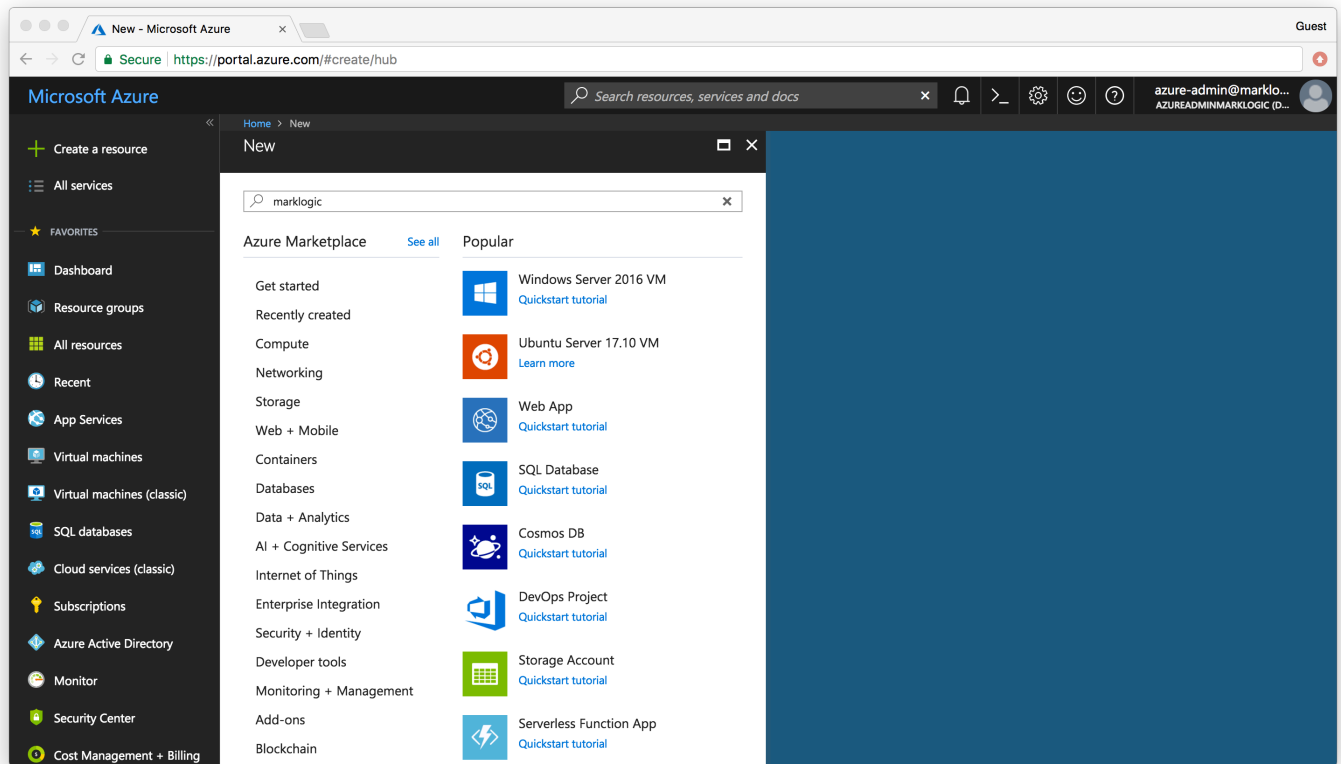 New - Microsoft Azure
Guest
Secure https://portal.azure.com/#create/hub
Microsoft Azure
Search resources, services and docs
azure-admin@marklo...
AZUREADMINMARKLOGIC (D...
Home > New
New
Create a resource
All services
FAVORITES
Dashboard
Resource groups
All resources
Recent
App Services
Virtual machines
Virtual machines (classic)
SQL databases
Cloud services (classic)
Subscriptions
Azure Active Directory
Monitor
Security Center
Cost Management + Billing
marklogic
Azure Marketplace
See all
Get started
Recently created
Compute
Networking
Storage
Web + Mobile
Containers
Databases
Data + Analytics
AI + Cognitive Services
Internet of Things
Enterprise Integration
Security + Identity
Developer tools
Monitoring + Management
Add-ons
Blockchain
Popular
Windows Server 2016 VM
Quickstart tutorial
Ubuntu Server 17.10 VM
Learn more
Web App
Quickstart tutorial
SQL Database
Quickstart tutorial
Cosmos DB
Quickstart tutorial
DevOps Project
Quickstart tutorial
Storage Account
Quickstart tutorial
Serverless Function App
Quickstart tutorial
SQL
SQL